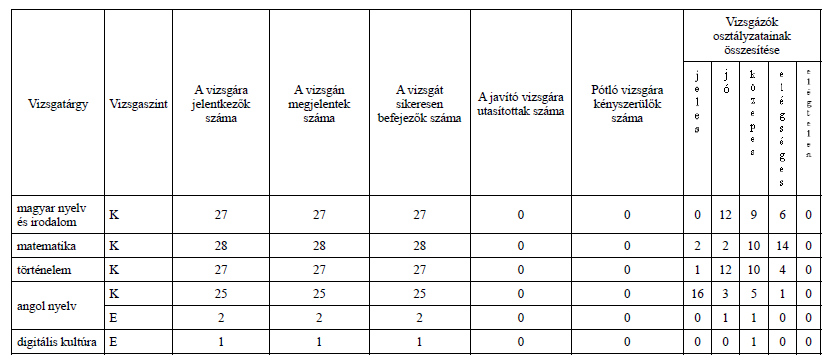 Vizsgatárgy
Vizsgaszint
A vizsgára
jelentkezők
száma
A vizsgán
megjelentek
száma
A vizsgát
sikeresen
befejezők száma
A javító vizsgára
utasítottak száma
Pótló vizsgára
kényszerülők
száma
Vizsgázók
osztályzatainak
összesítése
jeles
jó
közepes
elégséges
elégtelen
magyar nyelv
és irodalom K 27 27 27 0 0 0 12 9 6 0
matematika K 28 28 28 0 0 2 2 10 14 0
történelem K 27 27 27 0 0 1 12 10 4 0
angol nyelv K 25 25 25 0 0 16 3 5 1 0
E 2 2 2 0 0 0 1 1 0 0
digitális kultúra E 1 1 1 0 0 0 0 1 0 0